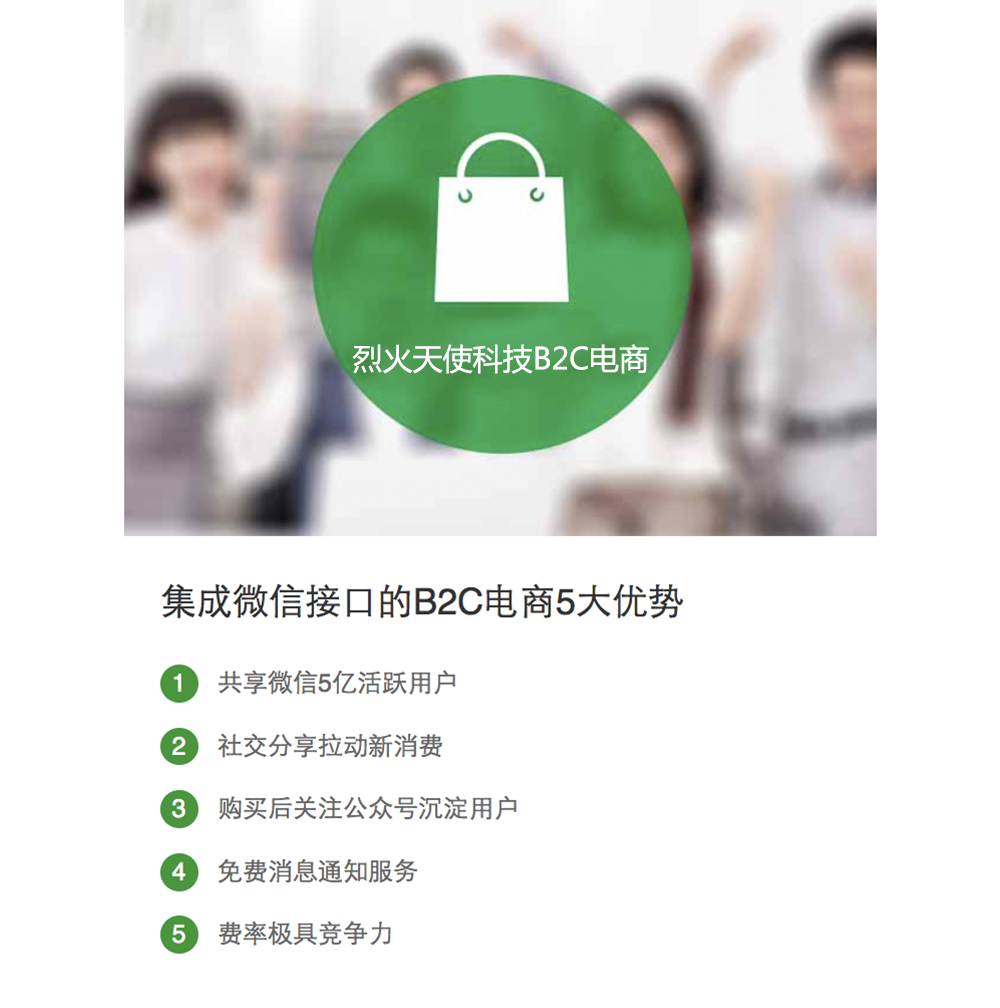 烈火天使科技B2C电商
集成微信接口的B2C电商5大优势
1 共享微信5亿活跃用户
2 社交分享拉动新消费
3 购买后关注公众号沉淀用户
4 免费消息通知服务
5 费率极具竞争力